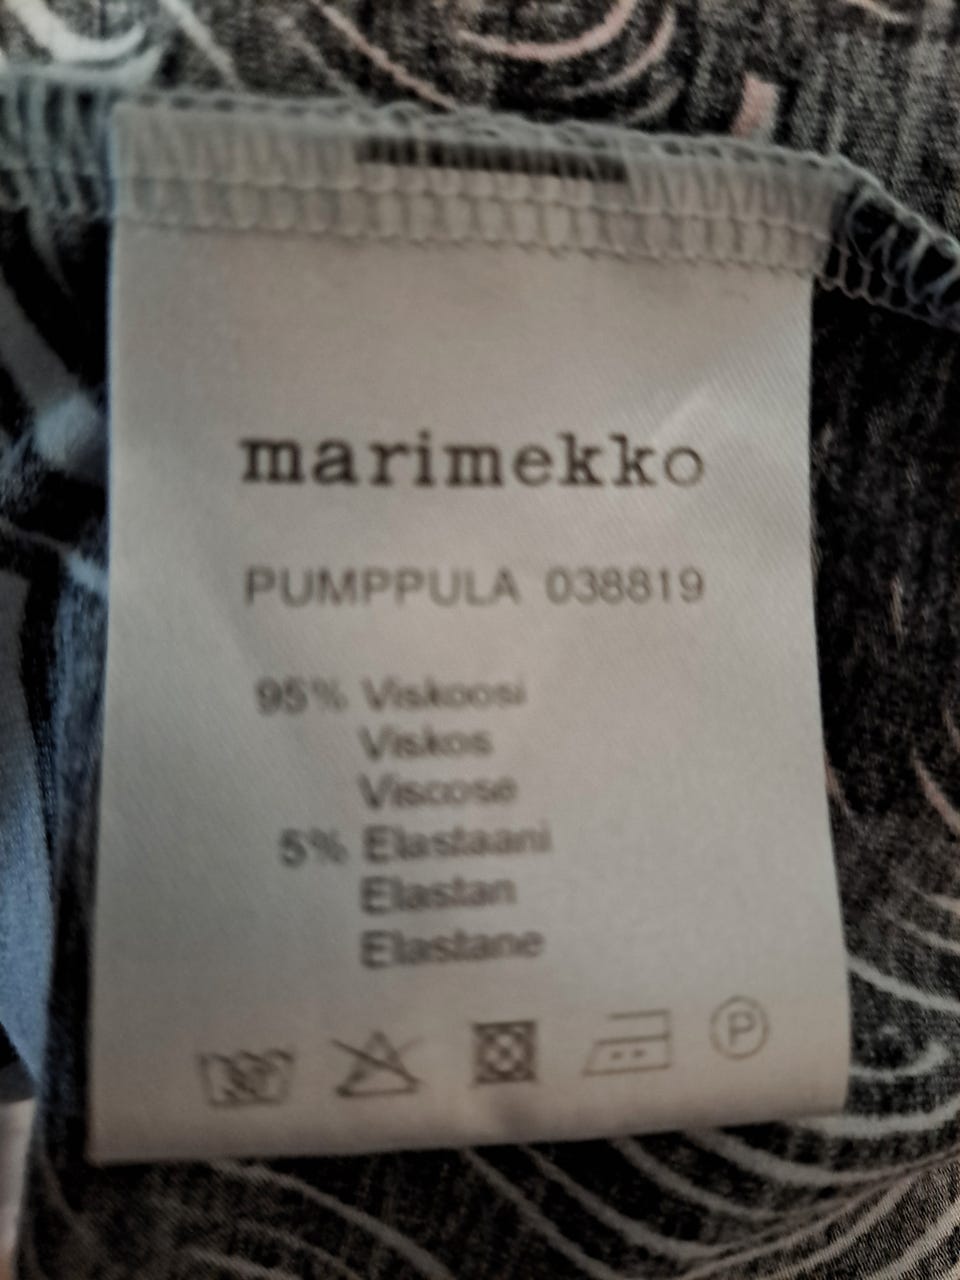 marimekko
PUMPPULA 038819
95% Viskoosi
Viskos
Viscose
5% Elastaani
Elastan
Elastane
P